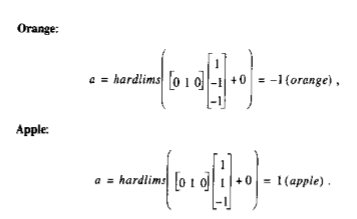 Orange:
a = hardlims([0 1 0][1 -1 -1] + 0) = -1(orange) ,
Apple:
a = hardlims([0 1 0][1 1 -1] + 0) = 1(apple) .